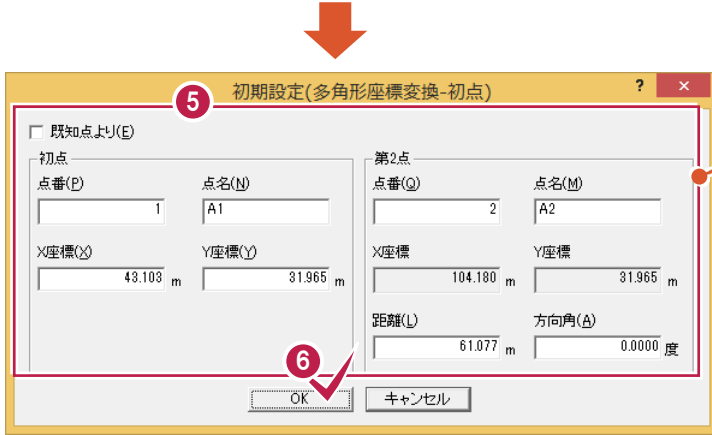 初期設定(多角形座標変換-初点)
?
×
5
既知点より(E)
初点
点番(P)
点名(N)
1
A1
X座標(X)
Y座標(Y)
43.103 m
31.965 m
第2点
点番(Q)
点名(M)
2
A2
X座標
Y座標
104.180 m
31.965 m
距離(L)
方向角(A)
61.077 m
0.0000 度
6
OK
キャンセル